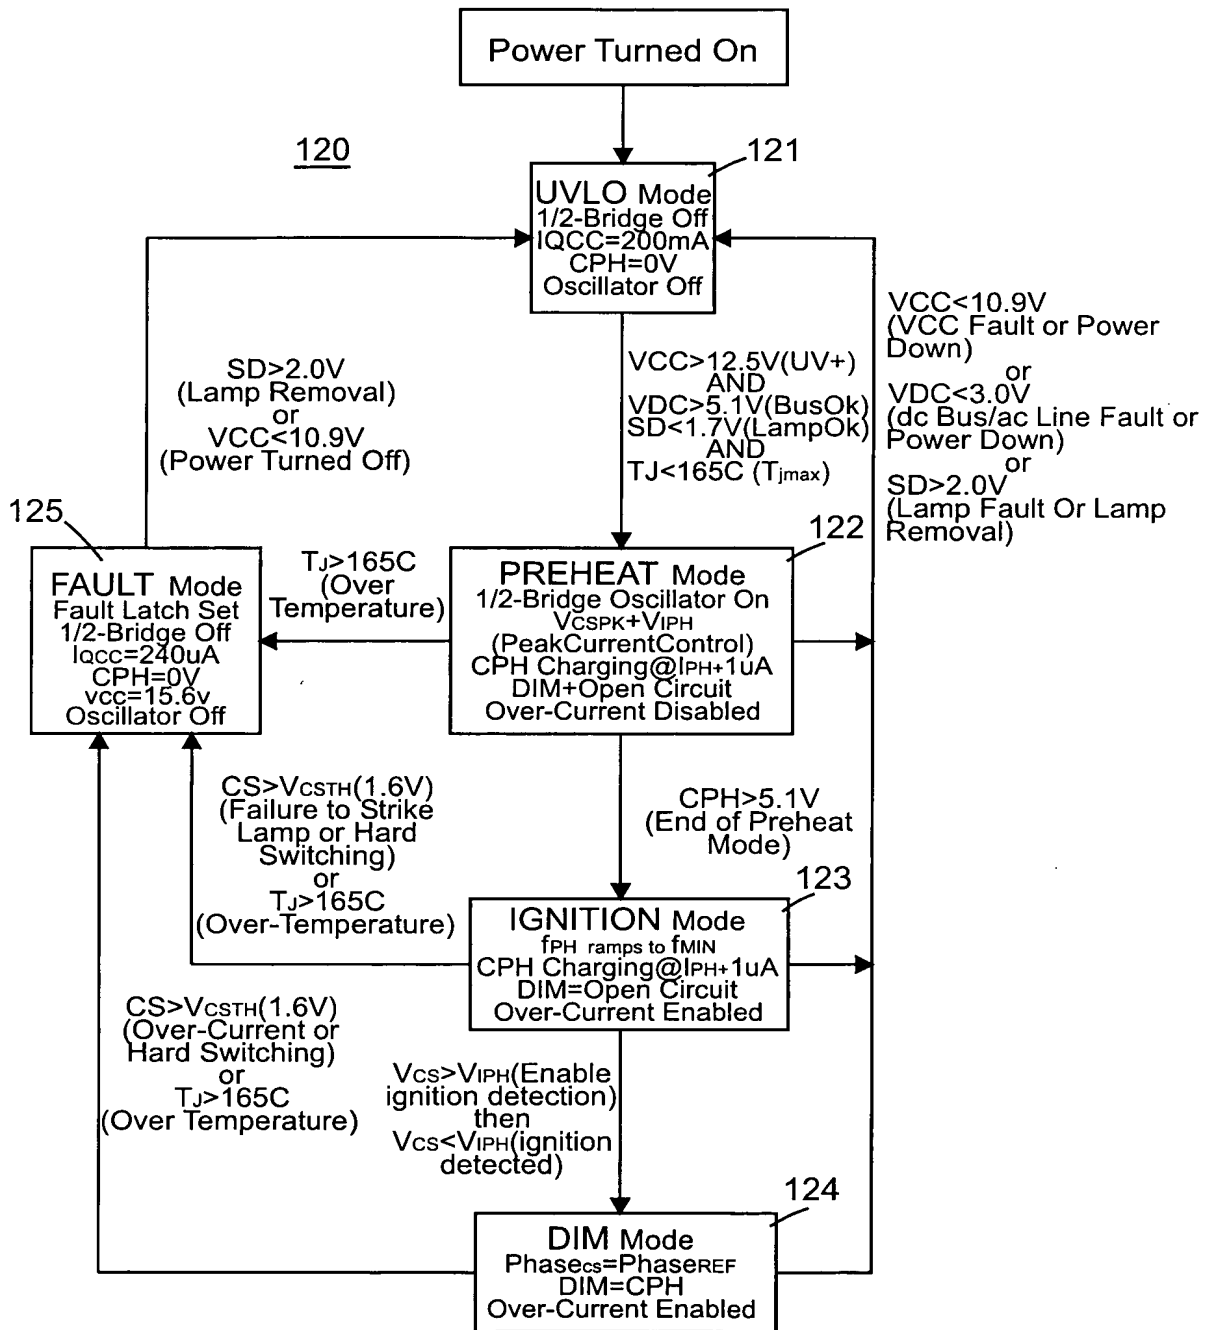 Power Turned On
120
121
UVLO Mode
1/2-Bridge Off
IQCC=200mA
CPH=0V
Oscillator Off
SD>2.0V
(Lamp Removal)
or
VCC<10.9V
(Power Turned Off)
VCC>12.5V(UV+)
AND
VDC>5.1V(BusOk)
SD<1.7V(LampOk)
AND
TJ<165C (Tjmax)
VCC<10.9V
(VCC Fault or Power
Down)
or
VDC<3.0V
(dc Bus/ac Line Fault or
Power Down)
or
SD>2.0V
(Lamp Fault Or Lamp
Removal)
125
FAULT Mode
Fault Latch Set
1/2-Bridge Off
IQCC=240uA
CPH=0V
vcc=15.6v
Oscillator Off
TJ>165C
(Over
Temperature)
122
PREHEAT Mode
1/2-Bridge Oscillator On
VCSPK+VIPH
(PeakCurrentControl)
CPH Charging@IPH+1uA
DIM+Open Circuit
Over-Current Disabled
CS>VCSTH(1.6V)
(Failure to Strike
Lamp or Hard
Switching)
or
TJ>165C
(Over-Temperature)
CPH>5.1V
(End of Preheat
Mode)
123
IGNITION Mode
fPH ramps to fMIN
CPH Charging@IPH+1uA
DIM=Open Circuit
Over-Current Enabled
CS>VCSTH(1.6V)
(Over-Current or
Hard Switching)
or
TJ>165C
(Over Temperature)
VCS>VIPH(Enable
ignition detection)
then
VCS<VIPH(ignition
detected)
124
DIM Mode
Phasecs=PhaseREF
DIM=CPH
Over-Current Enabled